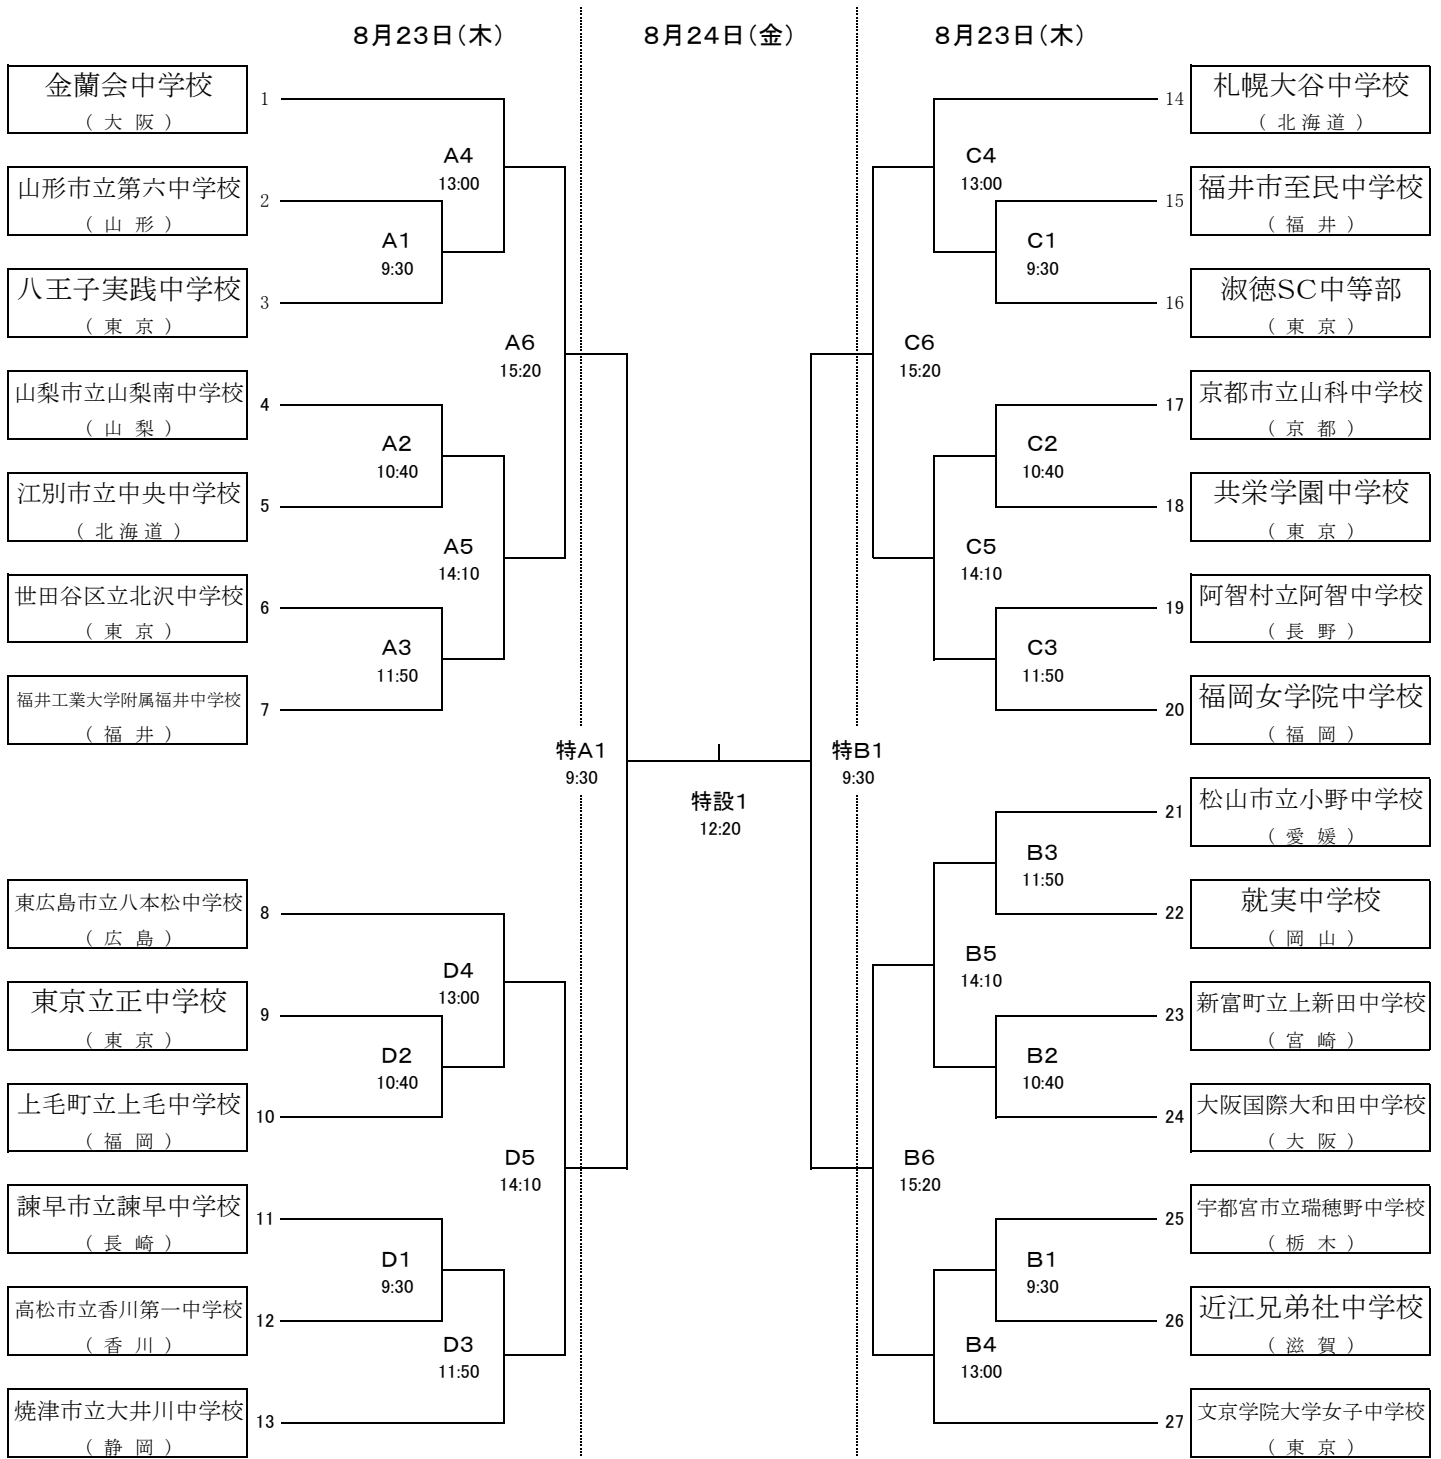 8月23日(木)
8月24日(金)
8月23日(木)
金蘭会中学校
(大阪)
1
山形市立第六中学校
(山形)
2
八王子実践中学校
(東京)
3
山梨市立山梨南中学校
(山梨)
4
江別市立中央中学校
(北海道)
5
世田谷区立北沢中学校
(東京)
6
福井工業大学附属福井中学校
(福井)
7
東広島市立八本松中学校
(広島)
8
東京立正中学校
(東京)
9
上毛町立上毛中学校
(福岡)
10
諫早市立諫早中学校
(長崎)
11
高松市立香川第一中学校
(香川)
12
焼津市立大井川中学校
(静岡)
13
A4
13:00
A1
9:30
A6
15:20
A2
10:40
A5
14:10
A3
11:50
特A1
9:30
D4
13:00
D2
10:40
D5
14:10
D1
9:30
D3
11:50
特設1
12:20
特B1
9:30
C4
13:00
C1
9:30
C6
15:20
C2
10:40
C5
14:10
C3
11:50
B3
11:50
B5
14:10
B2
10:40
B6
15:20
B1
9:30
B4
13:00
14
札幌大谷中学校
(北海道)
15
福井市至民中学校
(福井)
16
淑徳SC中等部
(東京)
17
京都市立山科中学校
(京都)
18
共栄学園中学校
(東京)
19
阿智村立阿智中学校
(長野)
20
福岡女学院中学校
(福岡)
21
松山市立小野中学校
(愛媛)
22
就実中学校
(岡山)
23
新富町立上新田中学校
(宮崎)
24
大阪国際大和田中学校
(大阪)
25
宇都宮市立瑞穂野中学校
(栃木)
26
近江兄弟社中学校
(滋賀)
27
文京学院大学女子中学校
(東京)